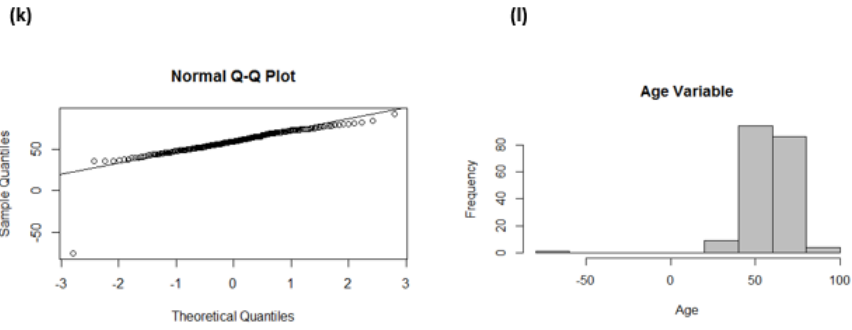 (k)
(l)
Normal Q-Q Plot
Sample Quantiles
50
0
-50
-3 -2 -1 0 1 2 3
Theoretical Quantiles
Age Variable
Frequency
80
60
40
20
0
-50 0 50 100
Age